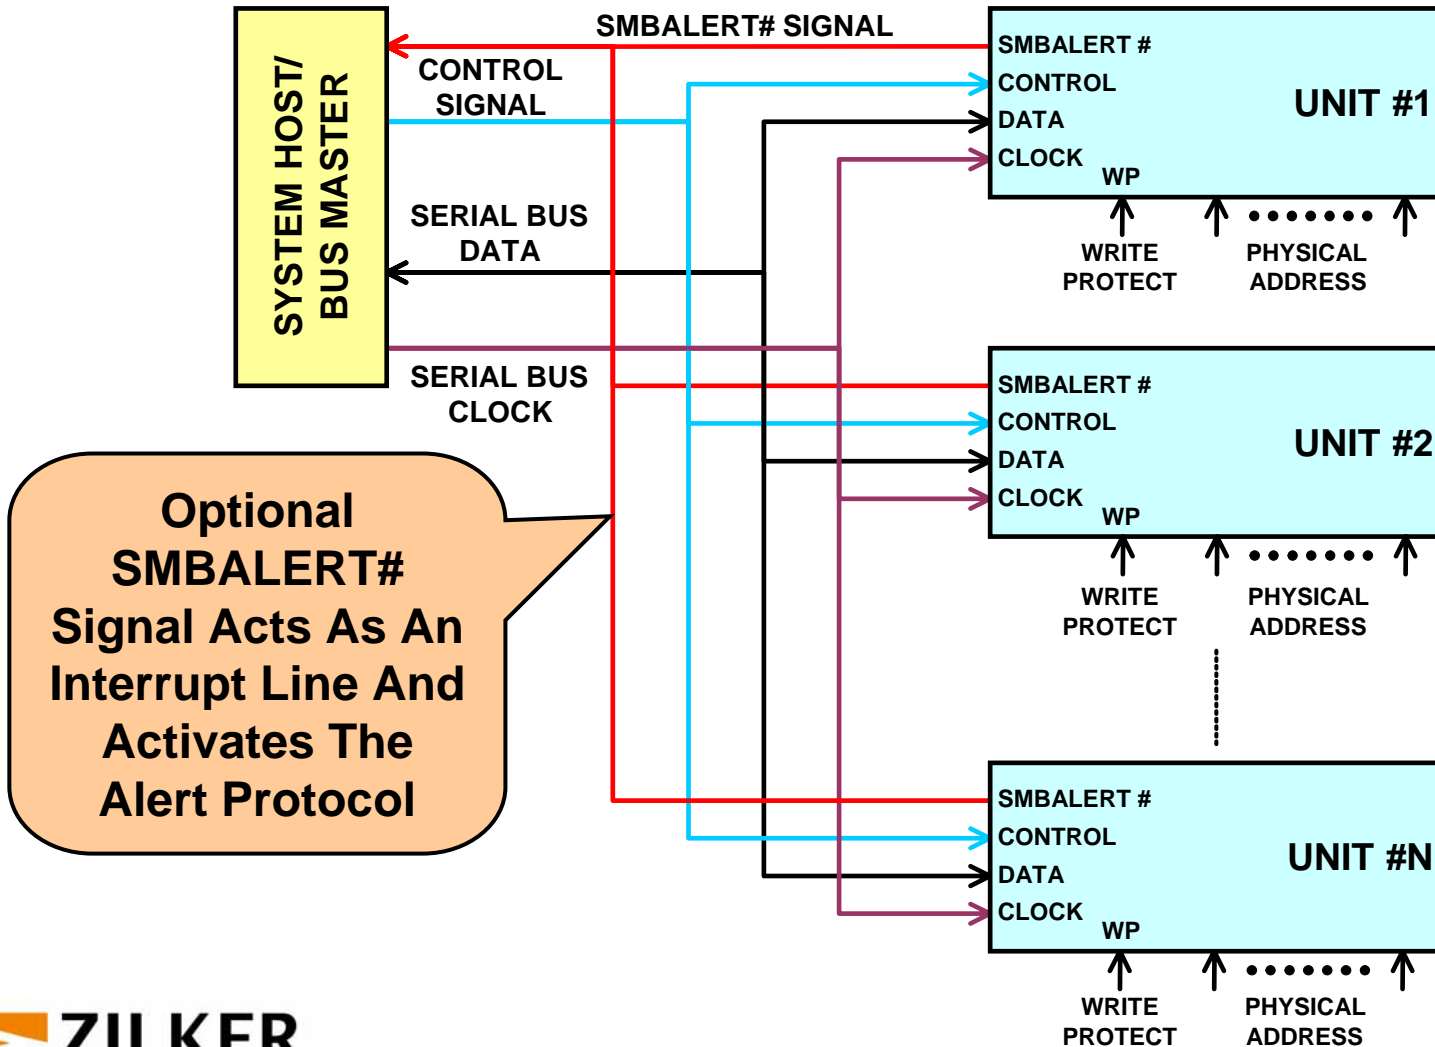 SYSTEM HOST/
BUS MASTER
SMBALERT# SIGNAL
CONTROL
SIGNAL
SERIAL BUS
DATA
SERIAL BUS
CLOCK
SMBALERT #
CONTROL
DATA
CLOCK
WP
UNIT #1
WRITE
PROTECT
PHYSICAL
ADDRESS
SMBALERT #
CONTROL
DATA
CLOCK
WP
UNIT #2
WRITE
PROTECT
PHYSICAL
ADDRESS
Optional
SMBALERT#
Signal Acts As An
Interrupt Line And
Activates The
Alert Protocol
SMBALERT #
CONTROL
DATA
CLOCK
WP
UNIT #N
WRITE
PROTECT
PHYSICAL
ADDRESS
ZILKER